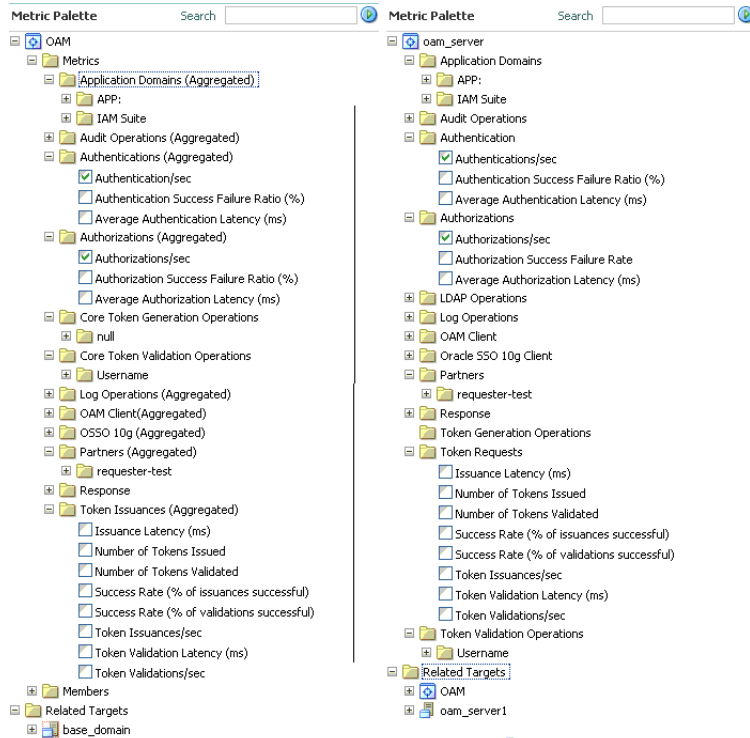 Metric Palette Search
OAM
Metrics
Application Domains (Aggregated)
APP:
IAM Suite
Audit Operations (Aggregated)
Authentications (Aggregated)
Authentication/sec
Authentication Success Failure Ratio (%)
Average Authentication Latency (ms)
Authorizations (Aggregated)
Authorizations/sec
Authorization Success Failure Ratio (%)
Average Authorization Latency (ms)
Core Token Generation Operations
null
Core Token Validation Operations
Username
Log Operations (Aggregated)
OAM Client(Aggregated)
OSSO 10g (Aggregated)
Partners (Aggregated)
requester-test
Response
Token Issuances (Aggregated)
Issuance Latency (ms)
Number of Tokens Issued
Number of Tokens Validated
Success Rate (% of issuances successful)
Success Rate (% of validations successful)
Token Issuances/sec
Token Validation Latency (ms)
Token Validations/sec
Members
Related Targets
base_domain
Metric Palette Search
oam_server
Application Domains
APP:
IAM Suite
Audit Operations
Authentication
Authentications/sec
Authentication Success Failure Ratio (%)
Average Authentication Latency (ms)
Authorizations
Authorizations/sec
Authorization Success Failure Rate
Average Authorization Latency (ms)
LDAP Operations
Log Operations
OAM Client
Oracle SSO 10g Client
Partners
requester-test
Response
Token Generation Operations
Token Requests
Issuance Latency (ms)
Number of Tokens Issued
Number of Tokens Validated
Success Rate (% of issuances successful)
Success Rate (% of validations successful)
Token Issuances/sec
Token Validation Latency (ms)
Token Validations/sec
Token Validation Operations
Username
Related Targets
OAM
oam_server1